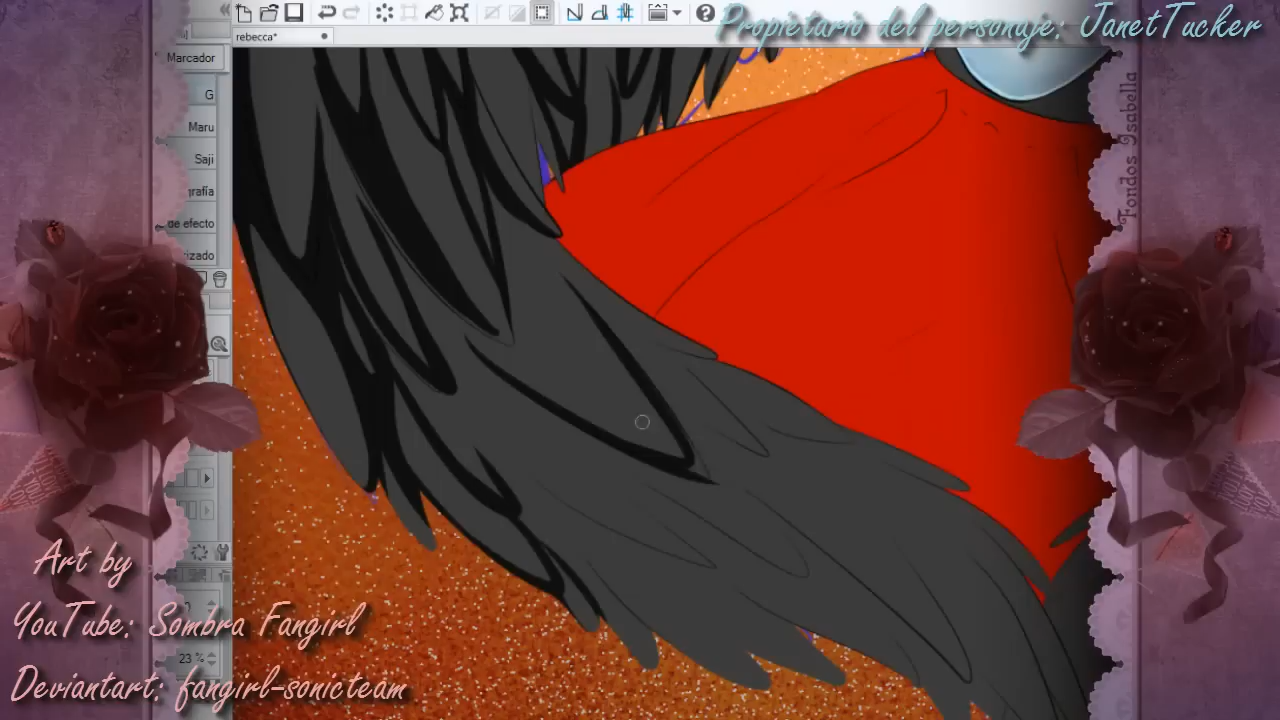 Propietario del personaje: JanetTucker
rebecca*
Marcador
G
Maru
Saji
grafía
de efecto
rizado
Fondos Isabella
Art by
YouTube: Sombra Fangirl
23 %
Deviantart: fangirl-sonicteam